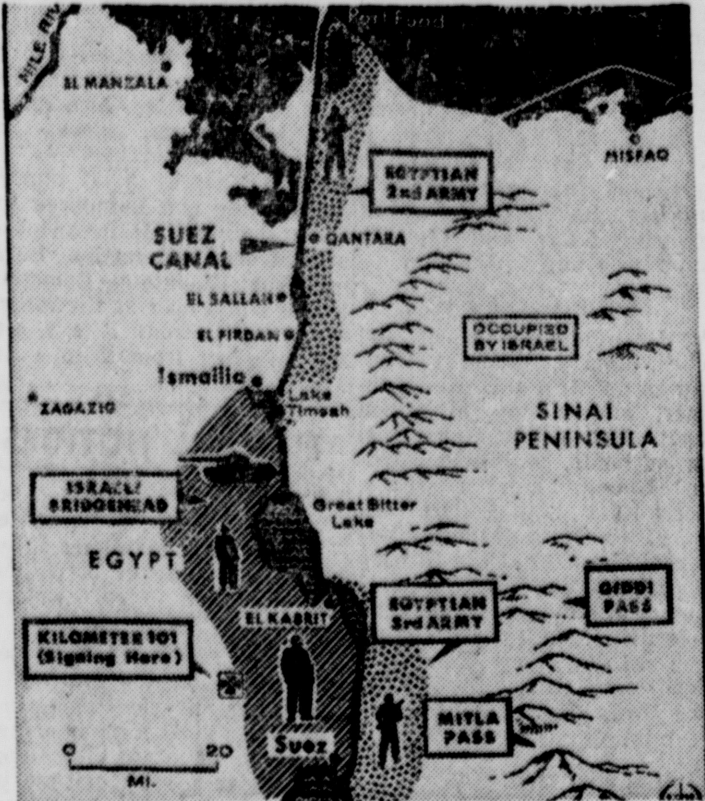 Port Fuad
NILE RIV
EL MANZALA
MISFAQ
EGYPTIAN
2nd ARMY
SUEZ
CANAL
QANTARA
EL BALLAH
EL FIRDAN
OCCUPIED
BY ISRAEL
Ismailia
ZAGAZIG
Lake
Timsah
SINAI
PENINSULA
ISRAELI
BRIDGEHEAD
Great Bitter
Lake
EGYPT
GIDDI
PASS
EL KABRIT
EGYPTIAN
3rd ARMY
KILOMETER 101
(Signing Here)
MITLA
PASS
Suez
0 20
MI.